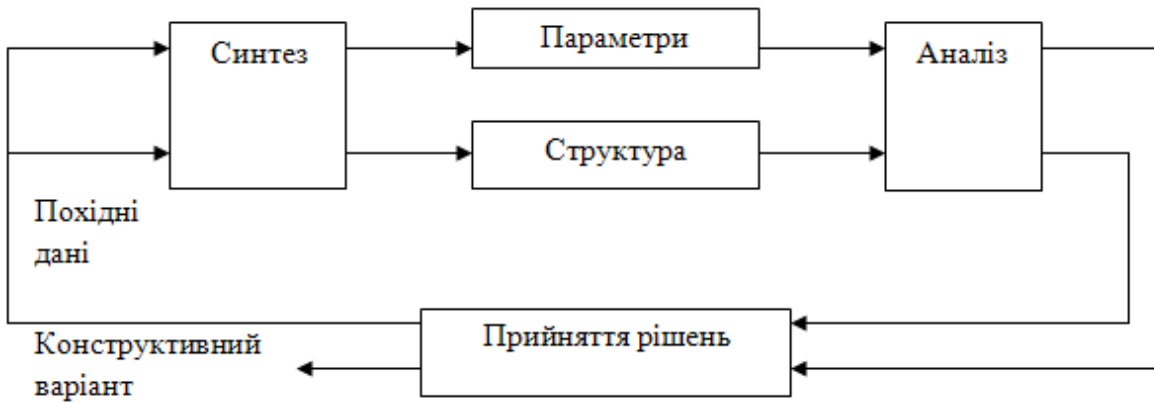 Синтез
Параметри
Аналіз
Структура
Похідні
дані
Прийняття рішень
Конструктивний
варіант